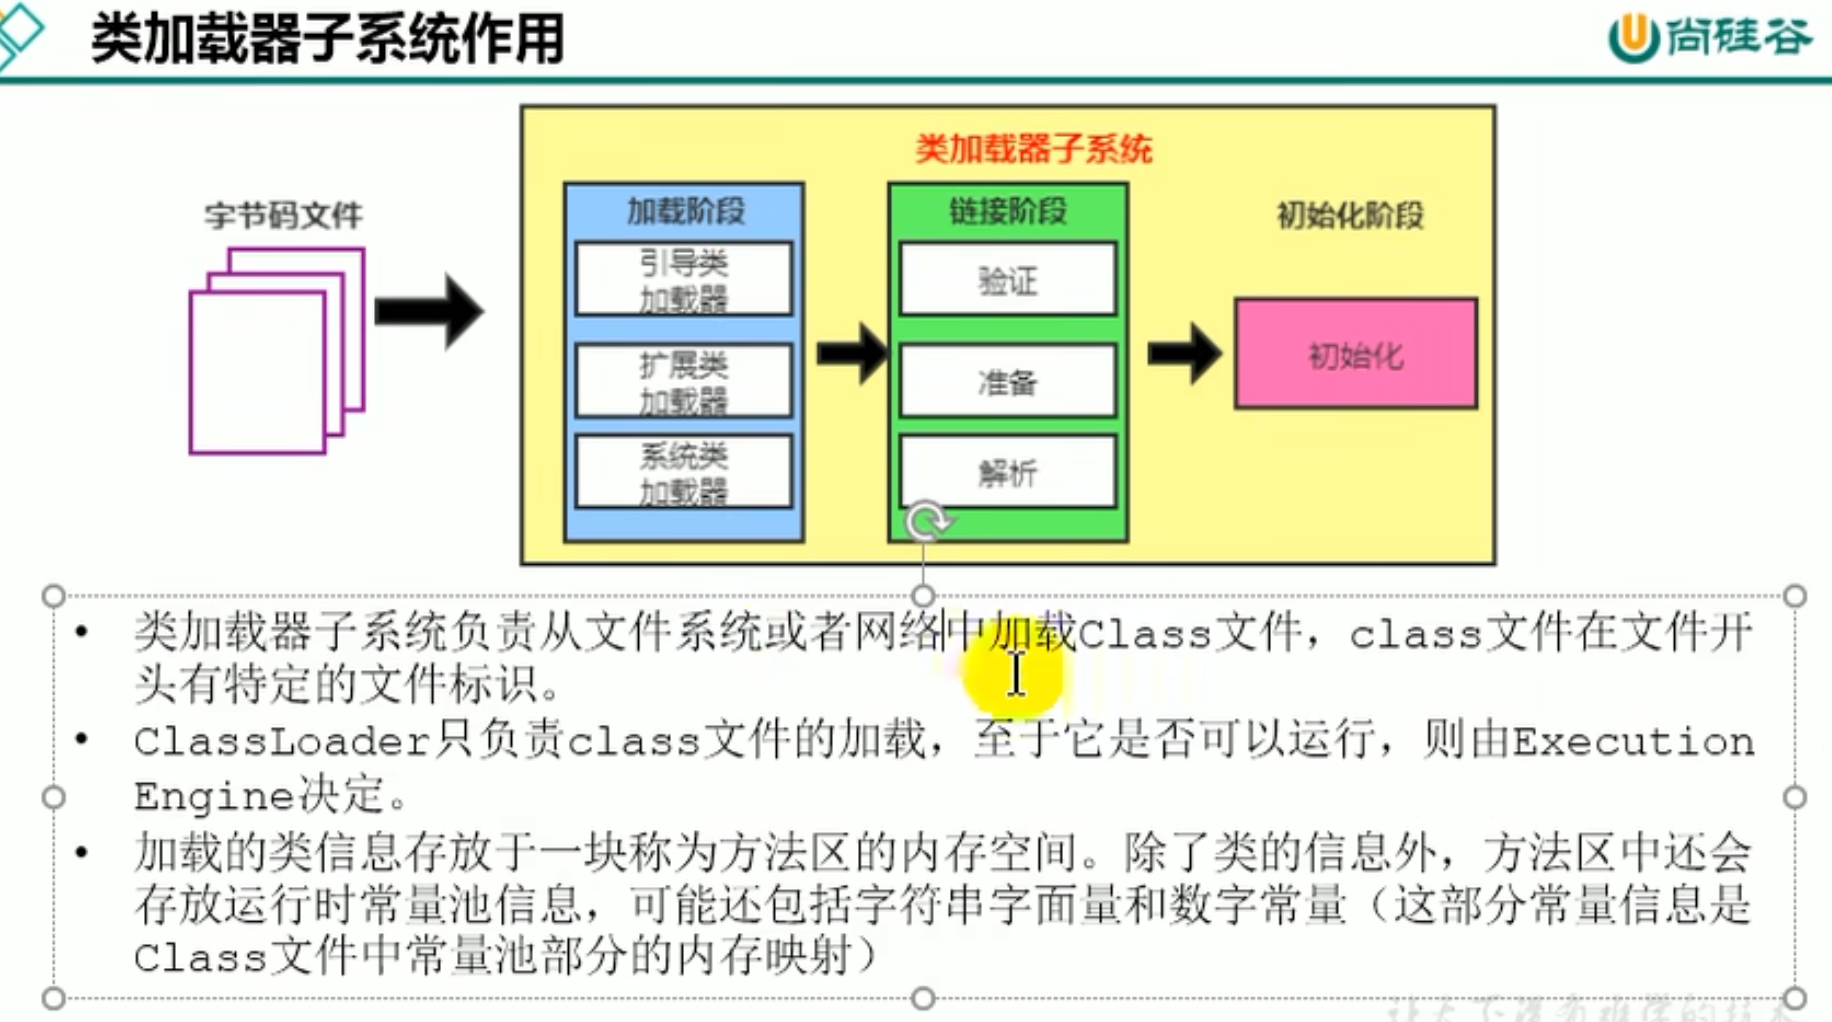 类加载器子系统作用
尚硅谷
类加载器子系统
字节码文件
加载阶段
引导类
加载器
扩展类
加载器
系统类
加载器
链接阶段
验证
准备
解析
初始化阶段
初始化
• 类加载器子系统负责从文件系统或者网络中加载Class文件，class文件在文件开
头有特定的文件标识。
• ClassLoader只负责class文件的加载，至于它是否可以运行，则由Execution
Engine决定。
• 加载的类信息存放于一块称为方法区的内存空间。除了类的信息外，方法区中还会
存放运行时常量池信息，可能还包括字符串字面量和数字常量（这部分常量信息是
Class文件中常量池部分的内存映射）